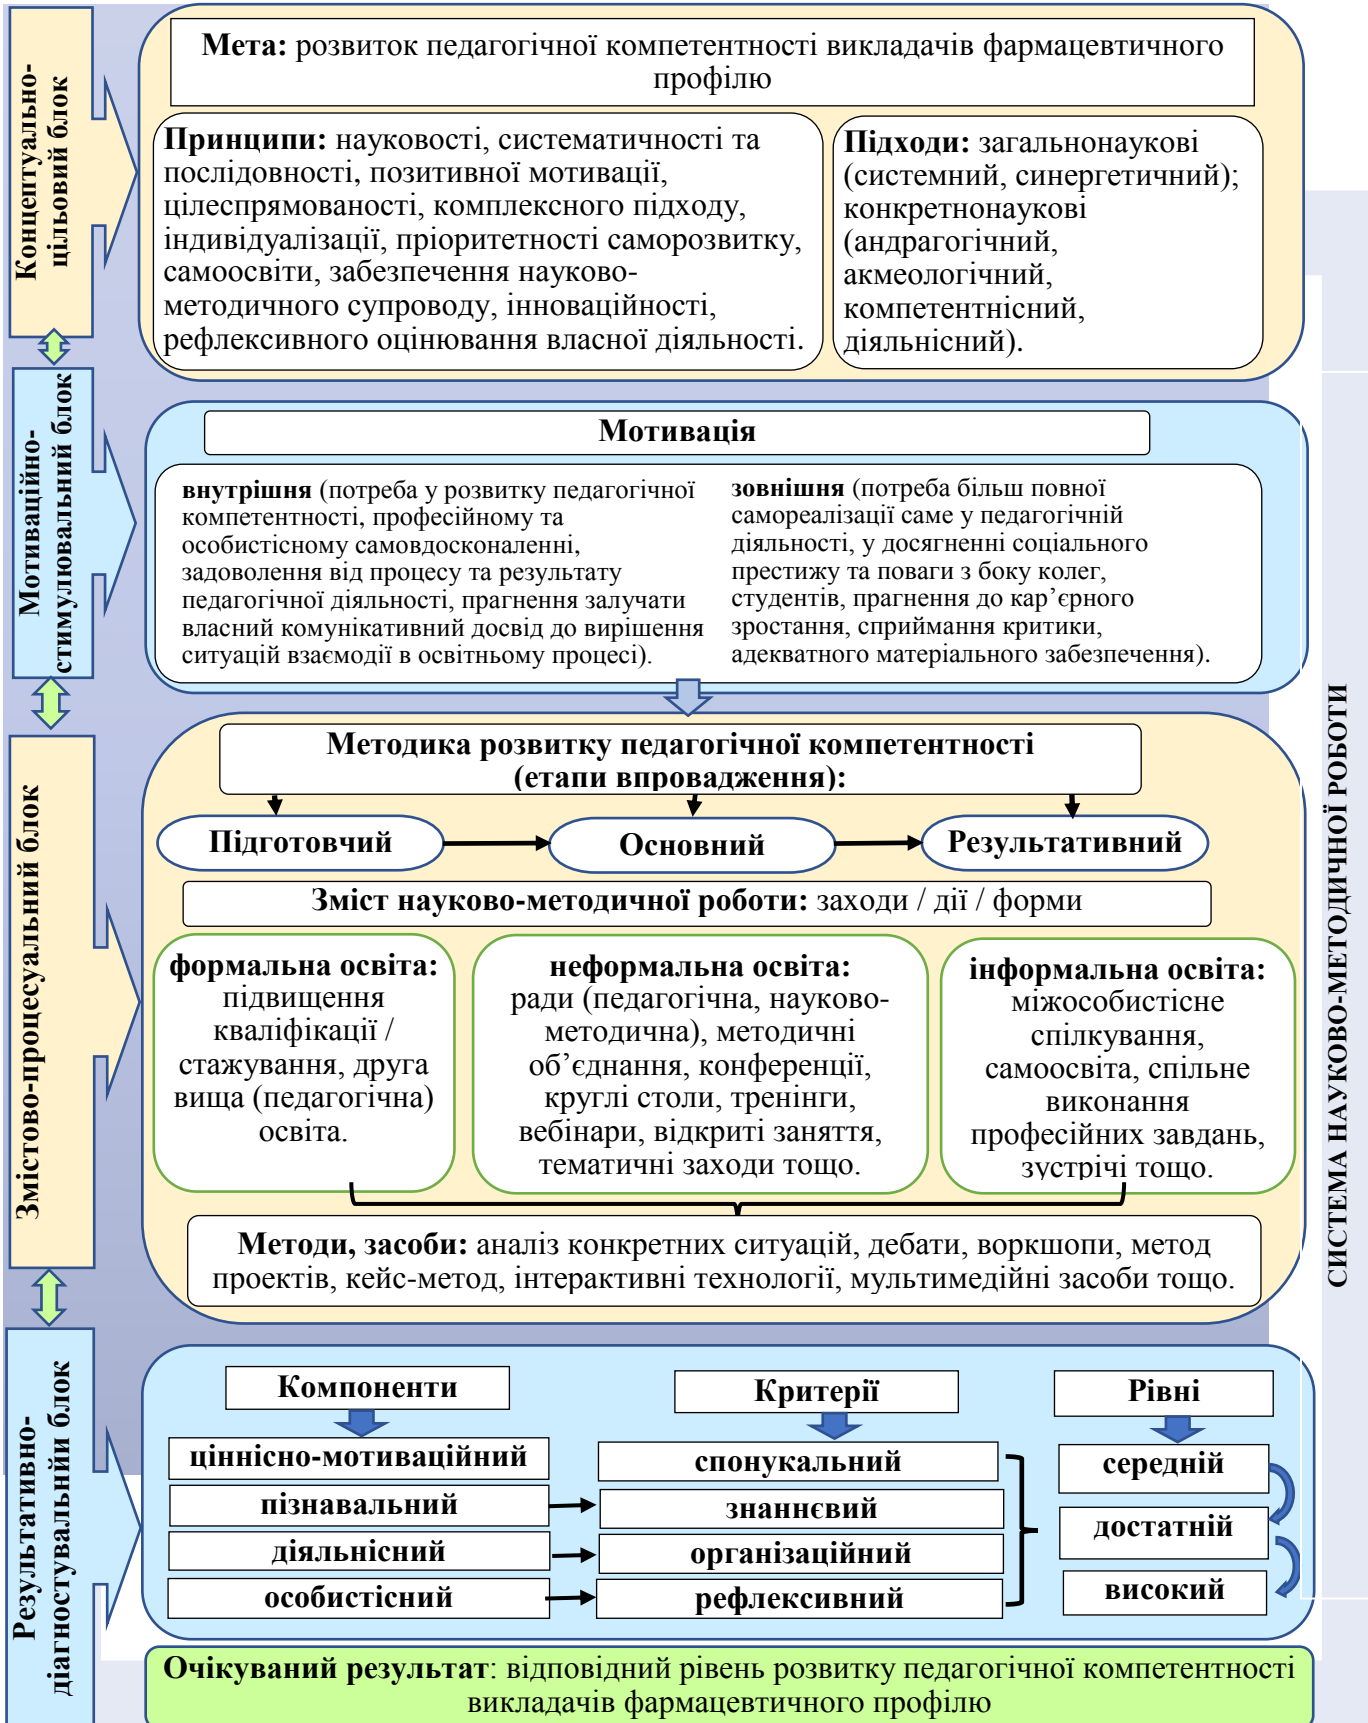 Концептуально-
цільовий блок
Мета: розвиток педагогічної компетентності викладачів фармацевтичного
профілю
Принципи: науковості, систематичності та
послідовності, позитивної мотивації,
цілеспрямованості, комплексного підходу,
індивідуалізації, пріоритетності саморозвитку,
самоосвіти, забезпечення науково-
методичного супроводу, інноваційності,
рефлексивного оцінювання власної діяльності.
Підходи: загальнонаукові
(системний, синергетичний);
конкретнонаукові
(андрагогічний,
акмеологічний,
компетентнісний,
діяльнісний).
Мотиваційно-
стимулювальний блок
Мотивація
внутрішня (потреба у розвитку педагогічної
компетентності, професійному та
особистісному самовдосконаленні,
задоволення від процесу та результату
педагогічної діяльності, прагнення залучати
власний комунікативний досвід до вирішення
ситуацій взаємодії в освітньому процесі).
зовнішня (потреба більш повної
самореалізації саме у педагогічній
діяльності, у досягненні соціального
престижу та поваги з боку колег,
студентів, прагнення до кар’єрного
зростання, сприймання критики,
адекватного матеріального забезпечення).
Змістово-процесуальний блок
Методика розвитку педагогічної компетентності
(етапи впровадження):
Підготовчий
Основний
Результативний
Зміст науково-методичної роботи: заходи / дії / форми
формальна освіта:
підвищення
кваліфікації /
стажування, друга
вища (педагогічна)
освіта.
неформальна освіта:
ради (педагогічна, науково-
методична), методичні
об’єднання, конференції,
круглі столи, тренінги,
вебінари, відкриті заняття,
тематичні заходи тощо.
інформальна освіта:
міжособистісне
спілкування,
самоосвіта, спільне
виконання
професійних завдань,
зустрічі тощо.
Методи, засоби: аналіз конкретних ситуацій, дебати, воркшопи, метод
проектів, кейс-метод, інтерактивні технології, мультимедійні засоби тощо.
Результативно-
діагностувальнйи блок
Компоненти
Критерії
Рівні
ціннісно-мотиваційний
спонукальний
середній
пізнавальний
знаннєвий
достатній
діяльнісний
організаційний
особистісний
рефлексивний
високий
Очікуваний результат: відповідний рівень розвитку педагогічної компетентності
викладачів фармацевтичного профілю
СИСТЕМА НАУКОВО-МЕТОДИЧНОЇ РОБОТИ